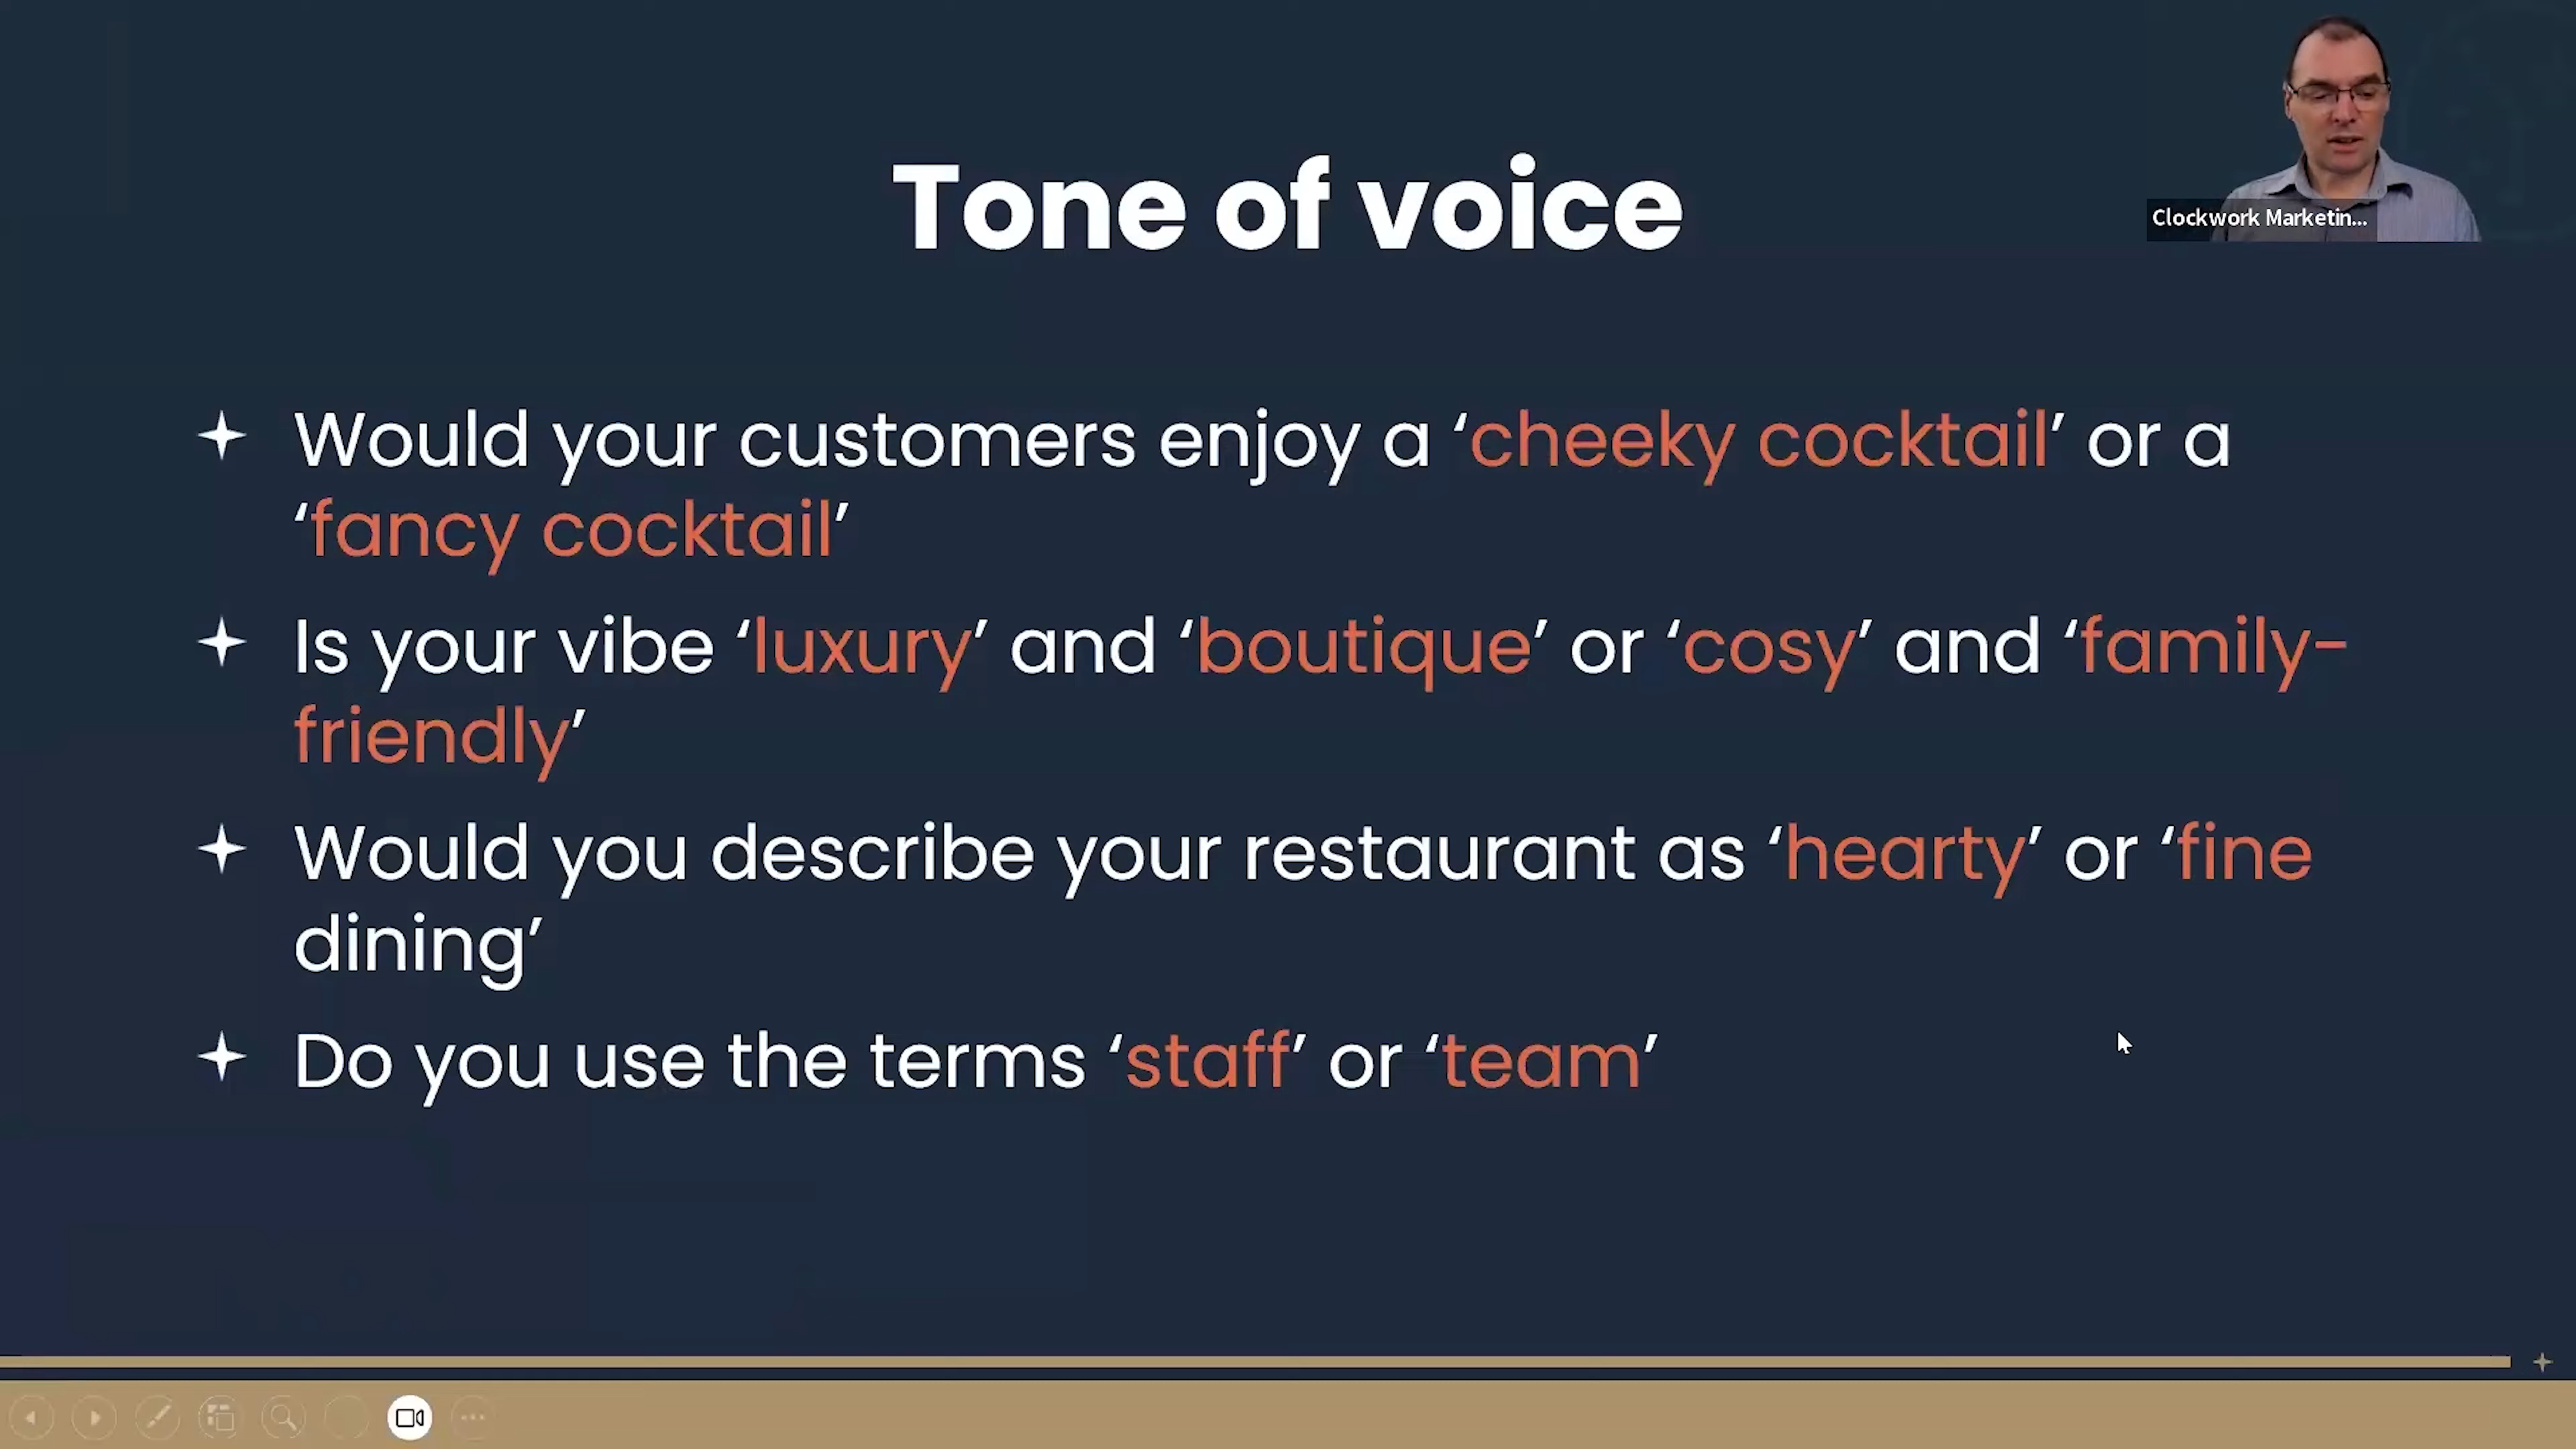 Clockwork Marketin...
Tone of voice
Would your customers enjoy a ‘cheeky cocktail’ or a
‘fancy cocktail’
Is your vibe ‘luxury’ and ‘boutique’ or ‘cosy’ and ‘family-
friendly’
Would you describe your restaurant as ‘hearty’ or ‘fine
dining’
Do you use the terms ‘staff’ or ‘team’